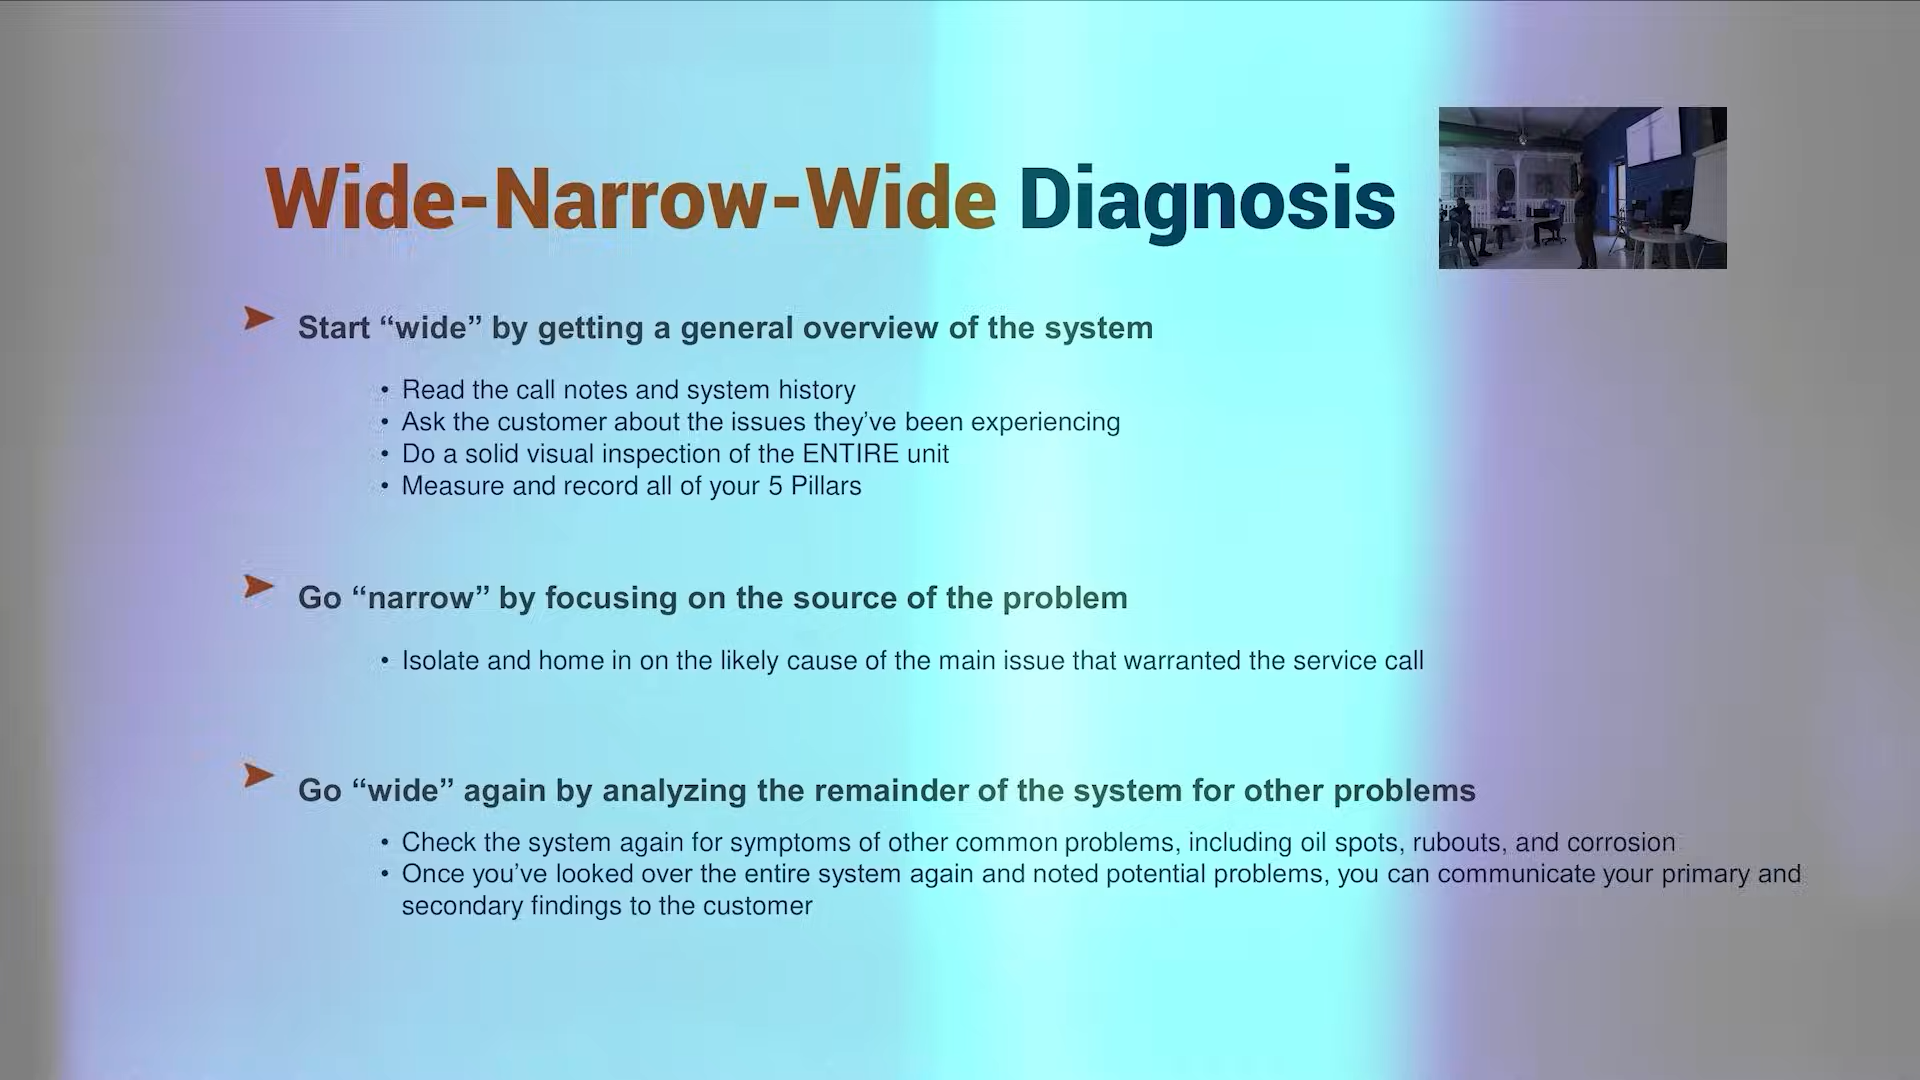 Wide-Narrow-Wide Diagnosis
Start “wide” by getting a general overview of the system
• Read the call notes and system history
• Ask the customer about the issues they’ve been experiencing
• Do a solid visual inspection of the ENTIRE unit
• Measure and record all of your 5 Pillars
Go “narrow” by focusing on the source of the problem
• Isolate and home in on the likely cause of the main issue that warranted the service call
Go “wide” again by analyzing the remainder of the system for other problems
• Check the system again for symptoms of other common problems, including oil spots, rubouts, and corrosion
• Once you’ve looked over the entire system again and noted potential problems, you can communicate your primary and
secondary findings to the customer